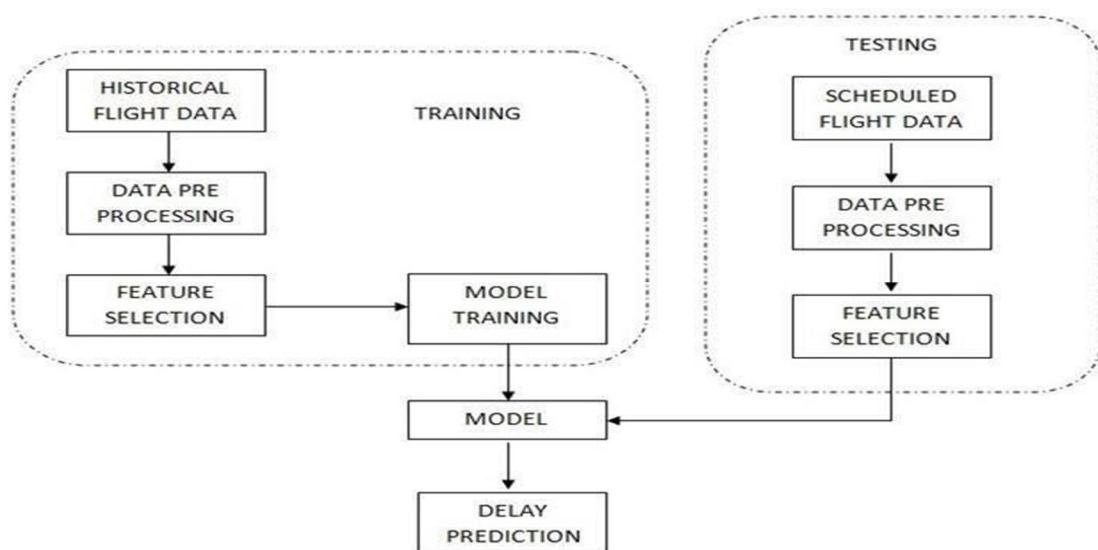 TRAINING
HISTORICAL
FLIGHT DATA
DATA PRE
PROCESSING
FEATURE
SELECTION
MODEL
TRAINING
TESTING
SCHEDULED
FLIGHT DATA
DATA PRE
PROCESSING
FEATURE
SELECTION
MODEL
DELAY
PREDICTION